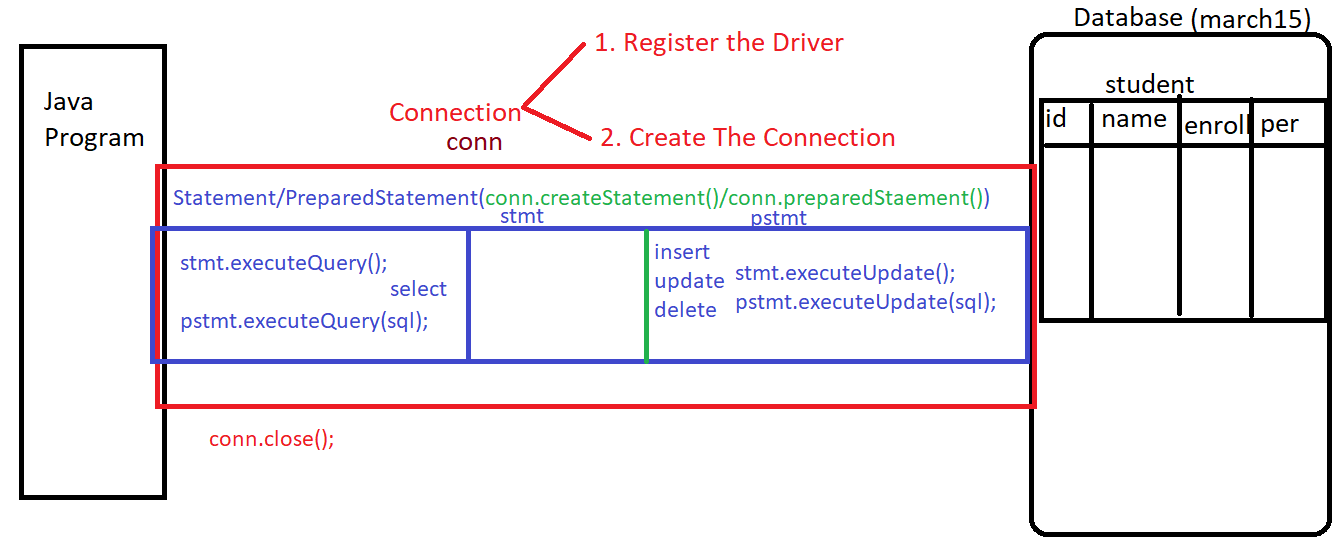 Database (march15)
1. Register the Driver
Java
Program
student
Connection
id name enroll per
conn
2. Create The Connection
Statement/PreparedStatement(conn.createStatement()/conn.preparedStaement())
stmt pstmt
stmt.executeQuery();
select
pstmt.executeQuery(sql);
insert
update
delete
stmt.executeUpdate();
pstmt.executeUpdate(sql);
conn.close();